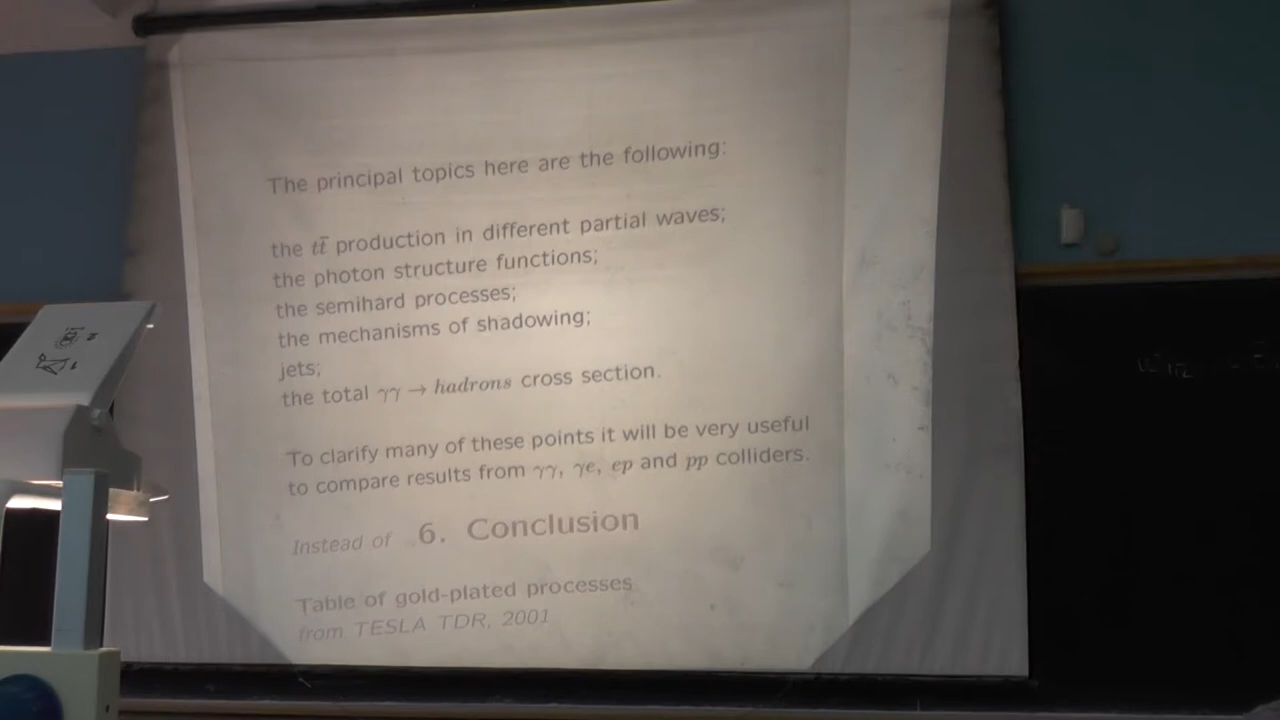 The principal topics here are the following:
the tt̄ production in different partial waves;
the photon structure functions;
the semihard processes;
the mechanisms of shadowing;
jets;
the total γγ → hadrons cross section.
To clarify many of these points it will be very useful
to compare results from γγ, γe, ep and pp colliders.
Instead of 6. Conclusion
Table of gold-plated processes
from TESLA TDR, 2001